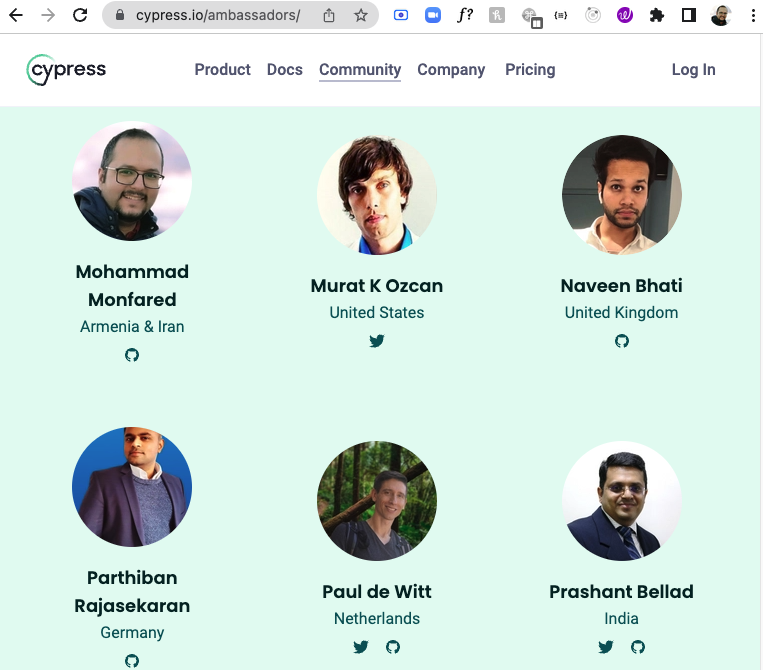 cypress.io/ambassadors/
f?
cypress
Product Docs Community Company Pricing Log In
Mohammad
Monfared
Armenia & Iran
Murat K Ozcan
United States
Naveen Bhati
United Kingdom
Parthiban
Rajasekaran
Germany
Paul de Witt
Netherlands
Prashant Bellad
India